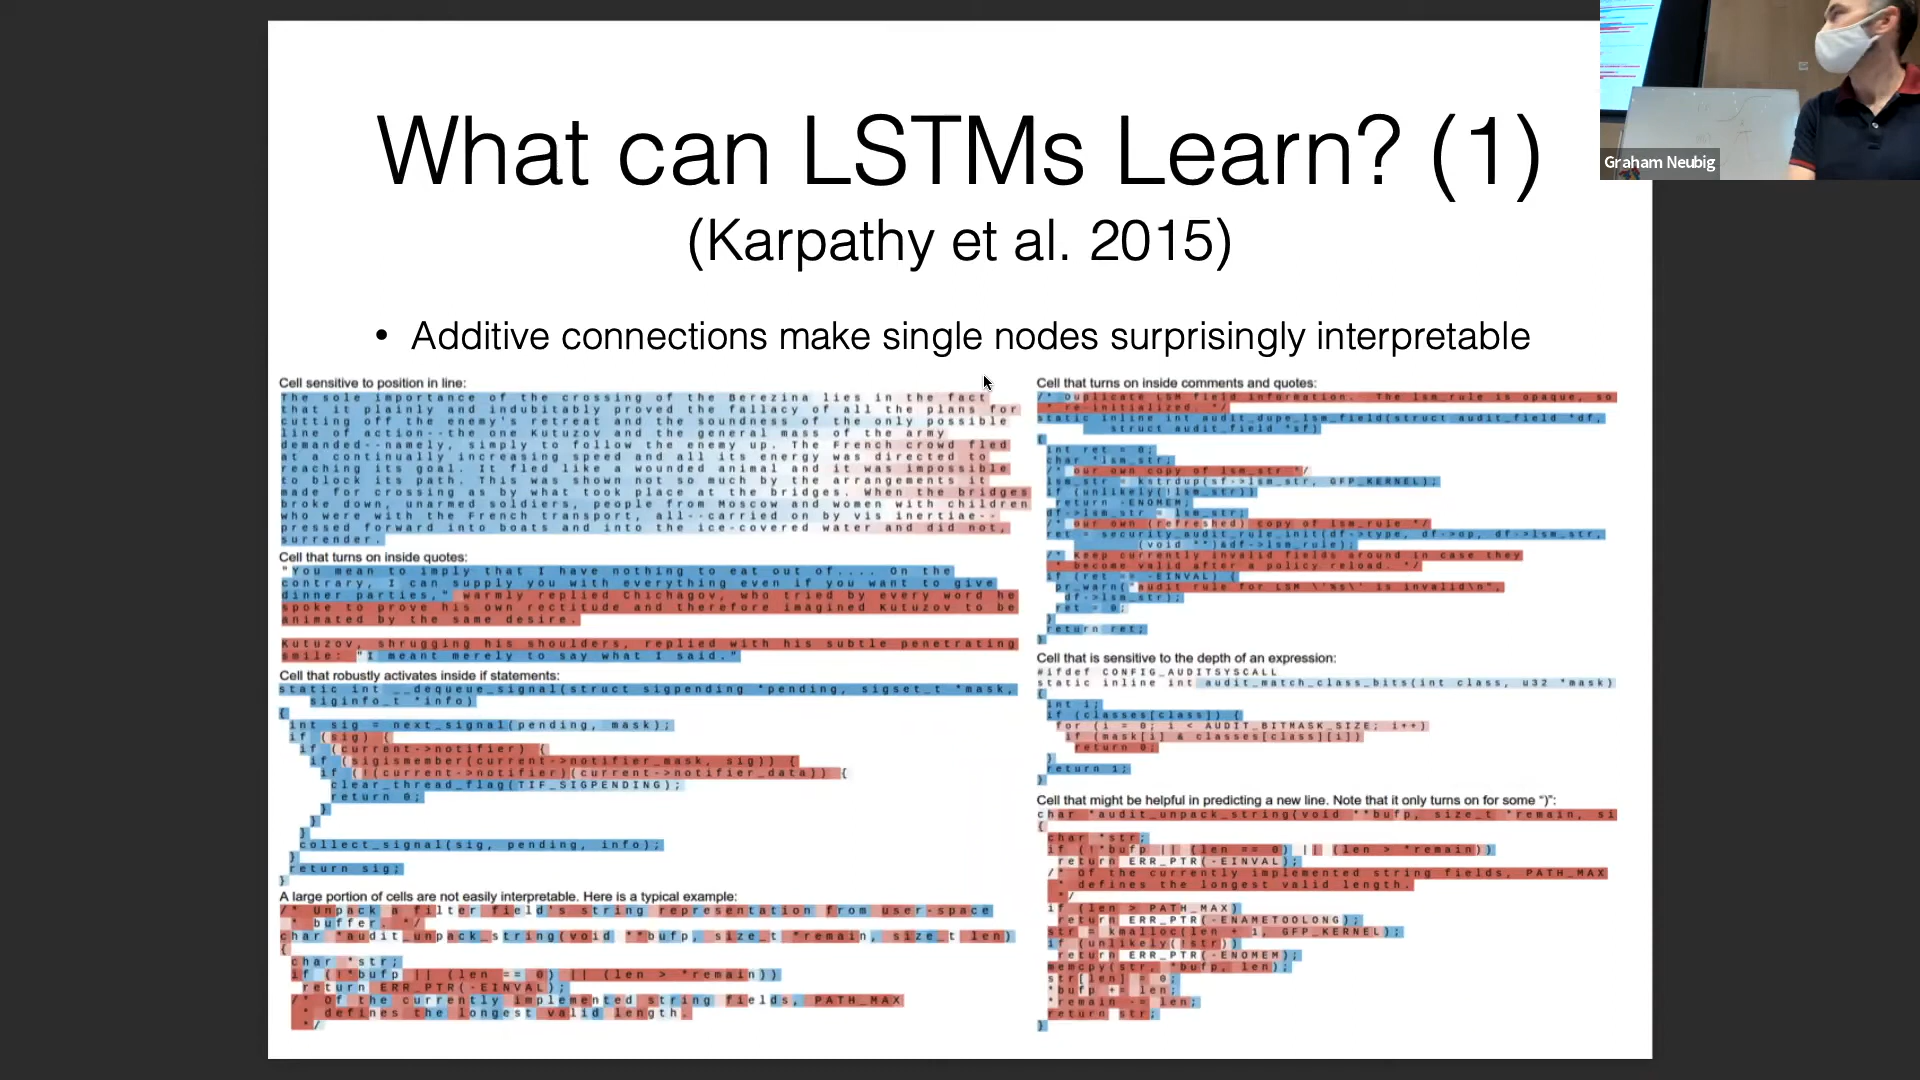 What can LSTMs Learn? (1)
(Karpathy et al. 2015)
Graham Neubig
• Additive connections make single nodes surprisingly interpretable
Cell sensitive to position in line:
The sole importance of the crossing of the Berezina lies in the fact
that it plainly and indubitably proved the fallacy of all the plans for
cutting off the enemy's retreat and the soundness of the only possible
line of action--the one Kutuzov and the general mass of the army
demanded--namely, simply to follow the enemy up. The French crowd fled
at a continually increasing speed and all its energy was directed to
reaching its goal. It fled like a wounded animal and it was impossible
to block its path. This was shown not so much by the arrangements it
made for crossing as by what took place at the bridges. When the bridges
broke down, unarmed soldiers, people from Moscow and women with children
who were with the French transport, all--carried on by vis inertiae--
pressed forward into boats and into the ice-covered water and did not,
surrender.
Cell that turns on inside quotes:
"You mean to imply that I have nothing to eat out of.... On the
contrary, I can supply you with everything even if you want to give
dinner parties," warmly replied Chichagov, who tried by every word he
spoke to prove his own rectitude and therefore imagined Kutuzov to be
animated by the same desire.
Kutuzov, shrugging his shoulders, replied with his subtle penetrating
smile: "I meant merely to say what I said."
Cell that robustly activates inside if statements:
static int __dequeue_signal(struct sigpending *pending, sigset_t *mask,
siginfo_t *info)
{
int sig = next_signal(pending, mask);
if (sig) {
if (current->notifier) {
if (sigismember(current->notifier_mask, sig)) {
if (!(current->notifier)(current->notifier_data)) {
clear_thread_flag(TIF_SIGPENDING);
return 0;
}
}
}
collect_signal(sig, pending, info);
}
return sig;
}
A large portion of cells are not easily interpretable. Here is a typical example:
/* Unpack a filter field's string representation from user-space
* buffer. */
char *audit_unpack_string(void **bufp, size_t *remain, size_t len)
{
char *str;
if (!*bufp || (len == 0) || (len > *remain))
return ERR_PTR(-EINVAL);
/* Of the currently implemented string fields, PATH_MAX
* defines the longest valid length.
*/
Cell that turns on inside comments and quotes:
/* Duplicate LSM field information. The lsm_rule is opaque, so
* re-initialized. */
static inline int audit_dupe_lsm_field(struct audit_field *df,
struct audit_field *sf)
{
int ret = 0;
char *lsm_str;
/* our own copy of lsm_str */
lsm_str = kstrdup(sf->lsm_str, GFP_KERNEL);
if (unlikely(!lsm_str))
return -ENOMEM;
df->lsm_str = lsm_str;
/* our own (refreshed) copy of lsm_rule */
ret = security_audit_rule_init(df->type, df->op, df->lsm_str,
(void **)&df->lsm_rule);
/* Keep currently invalid fields around in case they
* become valid after a policy reload. */
if (ret == -EINVAL) {
pr_warn("audit rule for LSM \'%s\' is invalid\n",
df->lsm_str);
ret = 0;
}
return ret;
}
Cell that is sensitive to the depth of an expression:
#ifdef CONFIG_AUDITSYSCALL
static inline int audit_match_class_bits(int class, u32 *mask)
{
int i;
if (classes[class]) {
for (i = 0; i < AUDIT_BITMASK_SIZE; i++)
if (mask[i] & classes[class][i])
return 0;
}
return 1;
}
Cell that might be helpful in predicting a new line. Note that it only turns on for some ")":
char *audit_unpack_string(void **bufp, size_t *remain, si
{
char *str;
if (!*bufp || (len == 0) || (len > *remain))
return ERR_PTR(-EINVAL);
/* Of the currently implemented string fields, PATH_MAX
* defines the longest valid length.
*/
if (len > PATH_MAX)
return ERR_PTR(-ENAMETOOLONG);
str = kmalloc(len + 1, GFP_KERNEL);
if (unlikely(!str))
return ERR_PTR(-ENOMEM);
memcpy(str, *bufp, len);
str[len] = 0;
*bufp += len;
*remain -= len;
return str;
}